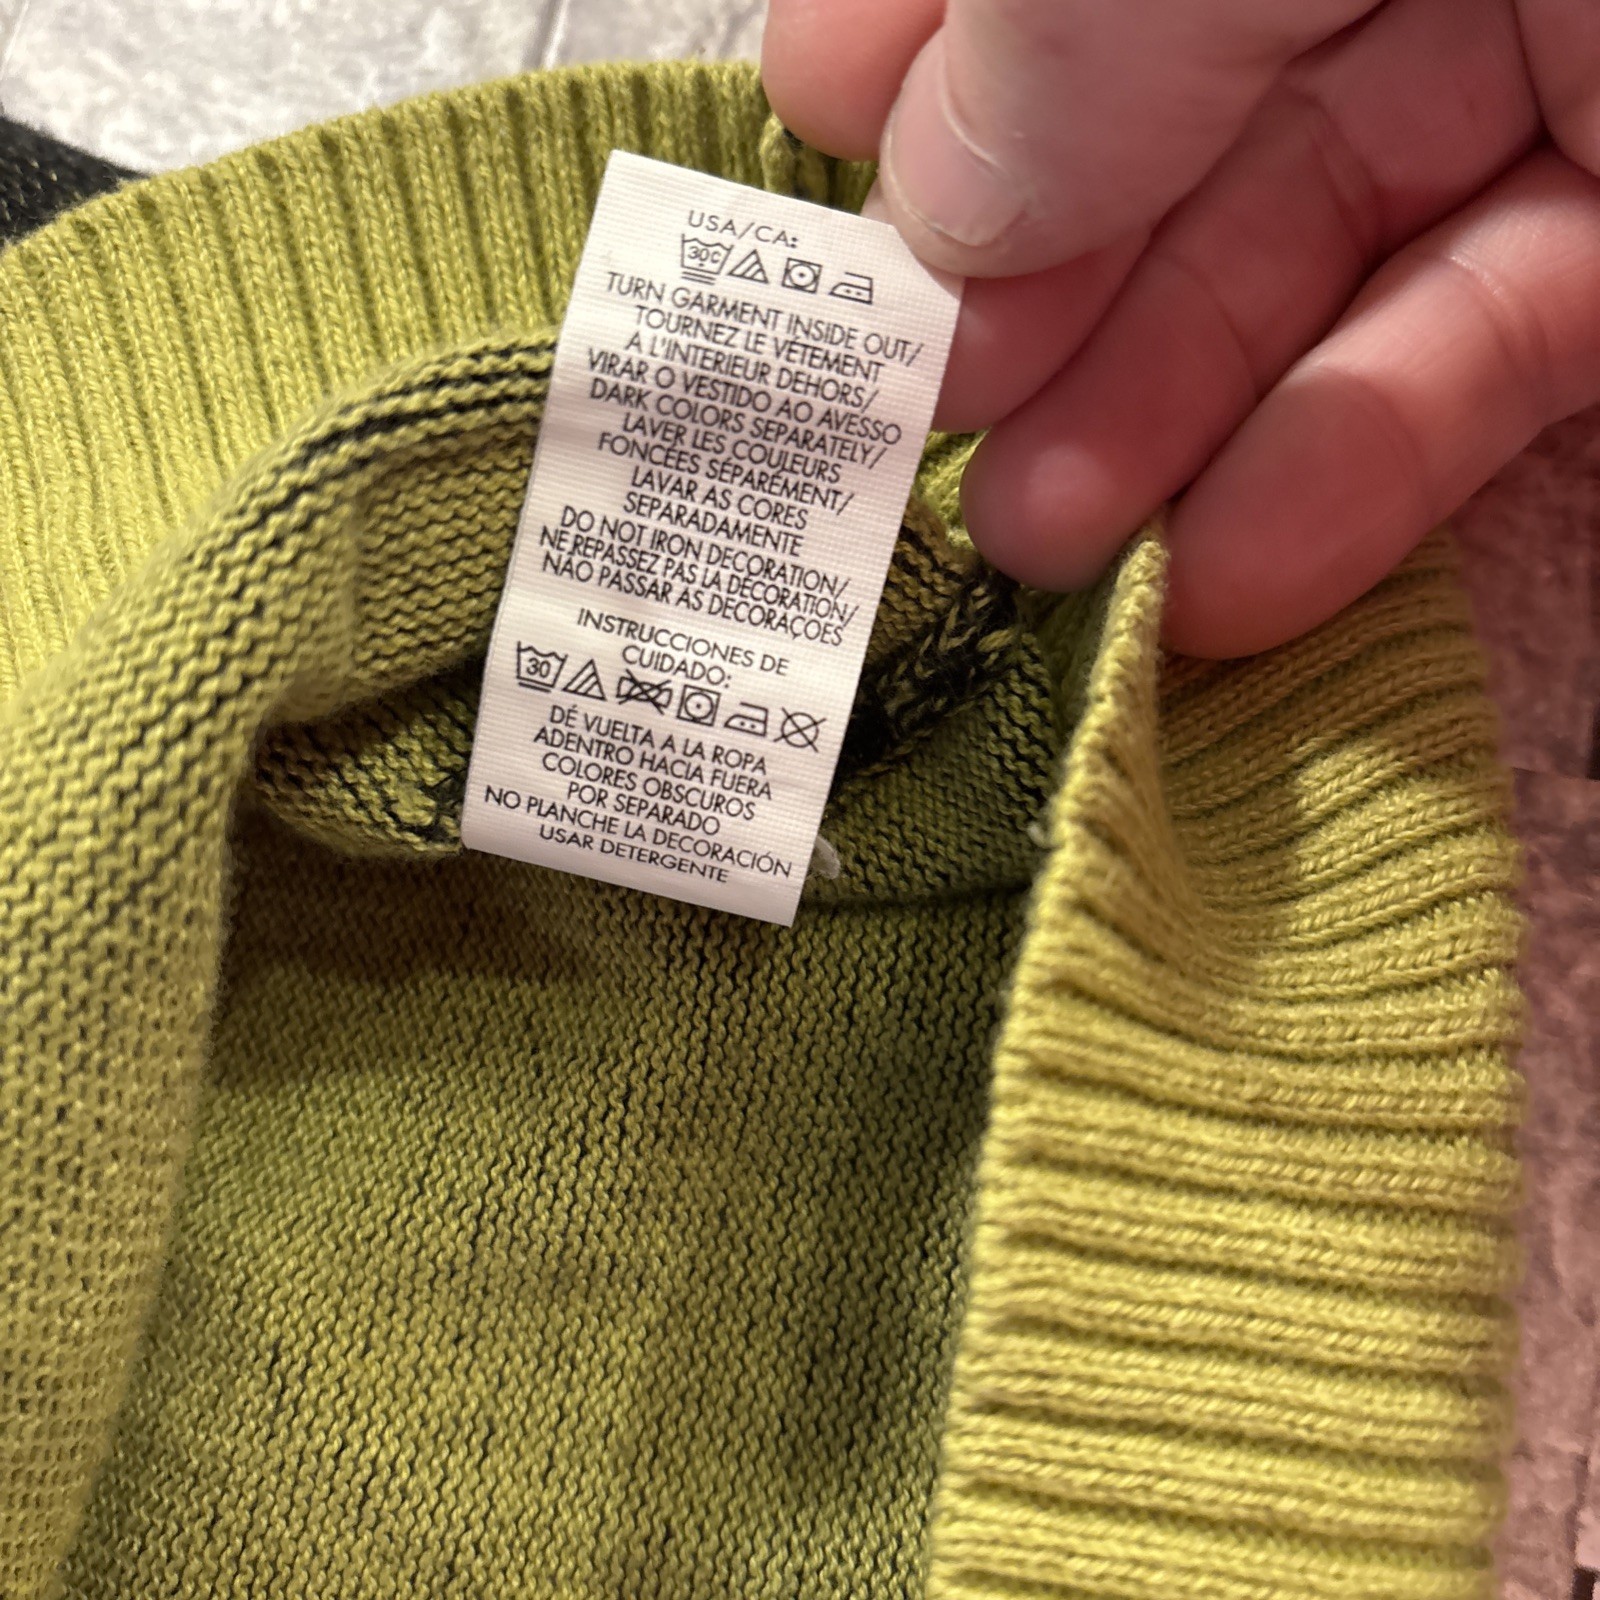 USA/CA:
30C
TURN GARMENT INSIDE OUT/
TOURNEZ LE VÉTEMENT
A L'INTERIEUR DEHORS/
VIRAR O VESTIDO AO AVESSO
DARK COLORS SEPARATELY/
LAVER LES COULEURS
FONCÉES SÉPARÉMENT/
LAVAR AS CORES
SEPARADAMENTE
DO NOT IRON DECORATION/
NE REPASSEZ PAS LA DÉCORATION/
NÃO PASSAR AS DECORAÇOES
INSTRUCCIONES DE
CUIDADO:
30
DÉ VUELTA A LA ROPA
ADENTRO HACIA FUERA
COLORES OBSCUROS
POR SEPARADO
NO PLANCHE LA DECORACIÓN
USAR DETERGENTE